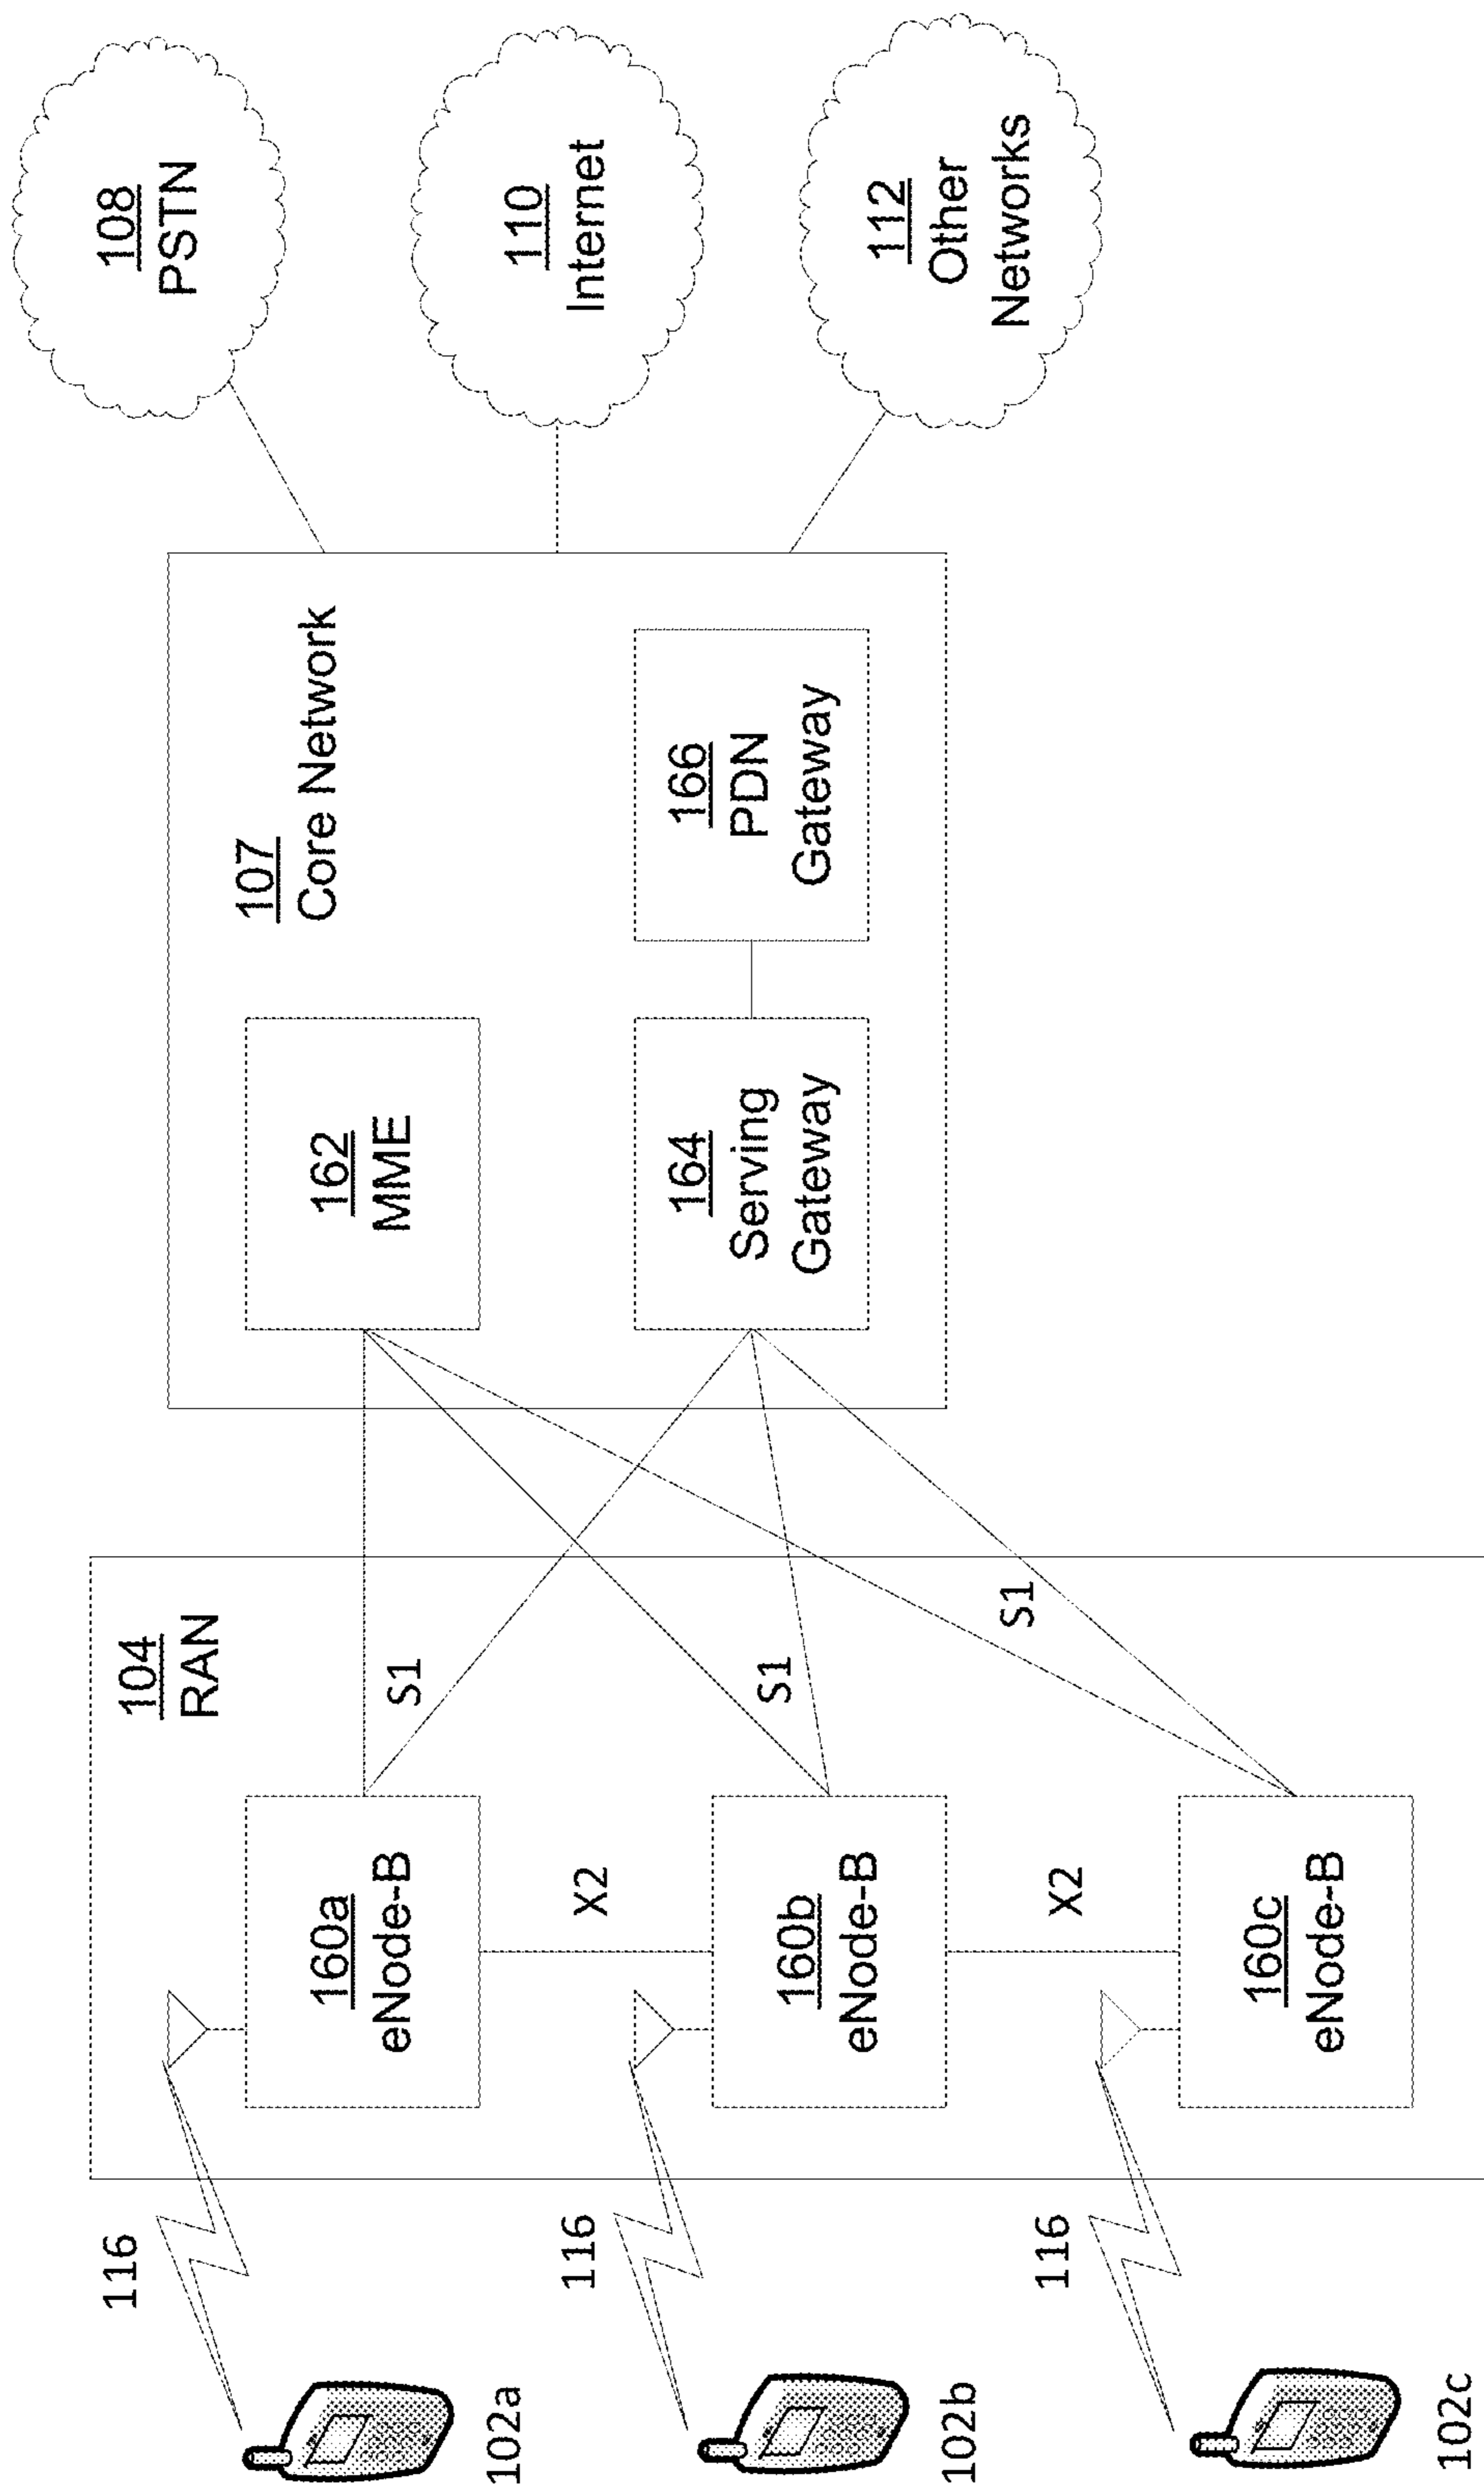 102a
116
160a
eNode-B
104
RAN
S1
X2
102b
116
160b
eNode-B
S1
X2
102c
116
160c
eNode-B
S1
107
Core Network
162
MME
164
Serving
Gateway
166
PDN
Gateway
108
PSTN
110
Internet
112
Other
Networks